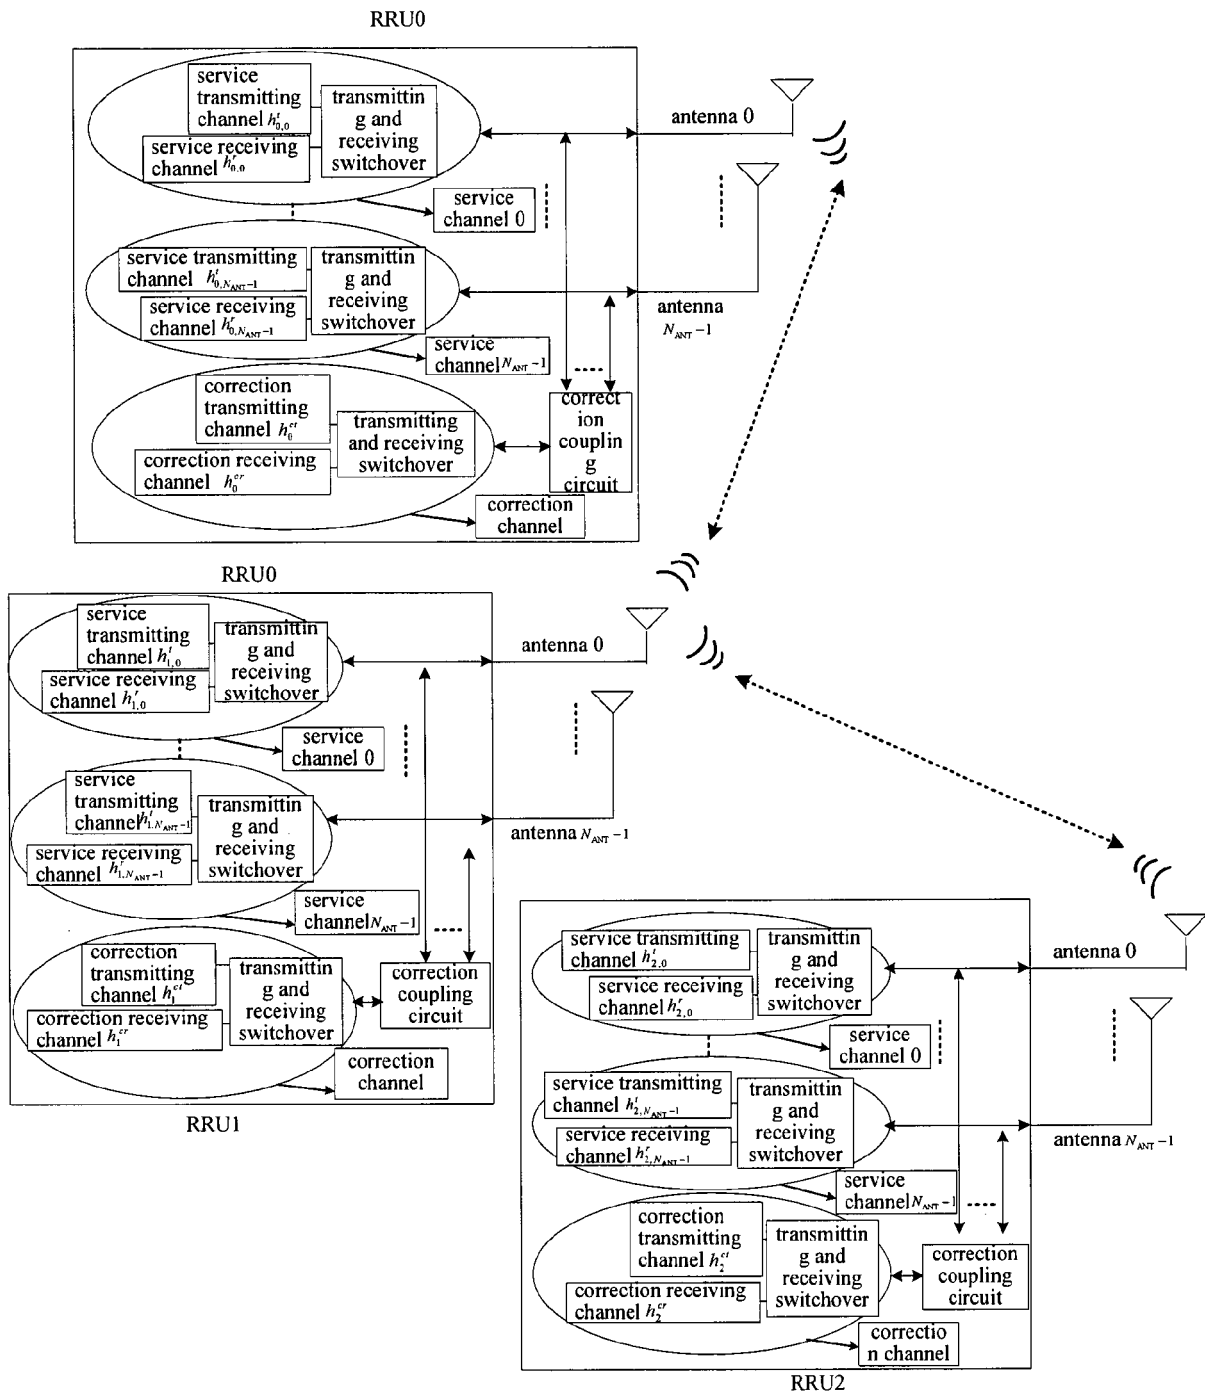 RRU0
service
transmitting
channel h^t_{0,0}
service receiving
channel h^r_{0,0}
transmittin
g and
receiving
switchover
antenna 0
service
channel 0
service transmitting
channel h^t_{0,N_ANT-1}
service receiving
channel h^r_{0,N_ANT-1}
transmittin
g and
receiving
switchover
antenna
N_ANT-1
service
channel N_ANT-1
correction
transmitting
channel h^ct_0
correction receiving
channel h^cr_0
transmitting
and receiving
switchover
correct
ion
couplin
g
circuit
correction
channel
RRU0
service
transmitting
channel h^t_{1,0}
service receiving
channel h^r_{1,0}
transmittin
g and
receiving
switchover
antenna 0
service
channel 0
service
transmitting
channel h^t_{1,N_ANT-1}
service receiving
channel h^r_{1,N_ANT-1}
transmittin
g and
receiving
switchover
antenna N_ANT-1
service
channel N_ANT-1
correction
transmitting
channel h^ct_1
correction receiving
channel h^cr_1
transmittin
g and
receiving
switchover
correction
coupling
circuit
correction
channel
RRU1
service transmitting
channel h^t_{2,0}
service receiving
channel h^r_{2,0}
transmittin
g and
receiving
switchover
antenna 0
service
channel 0
service transmitting
channel h^t_{2,N_ANT-1}
service receiving
channel h^r_{2,N_ANT-1}
transmittin
g and
receiving
switchover
antenna N_ANT-1
service
channel N_ANT-1
correction
transmitting
channel h^ct_2
correction receiving
channel h^cr_2
transmittin
g and
receiving
switchover
correction
coupling
circuit
correctio
n channel
RRU2